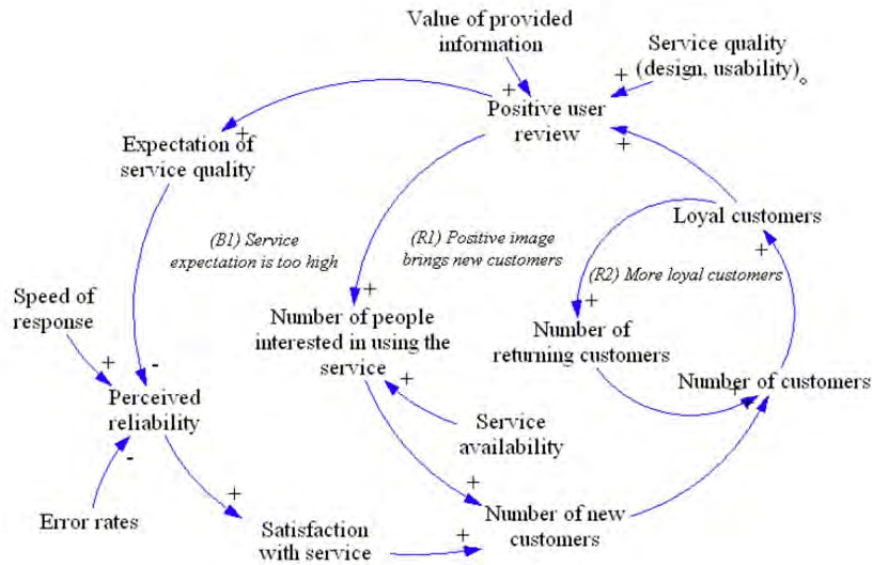 Value of provided
information
Service quality
(design, usability)
+
+
Positive user
review
+
Expectation of
service quality
+
Loyal customers
+
(B1) Service
expectation is too high
(R1) Positive image
brings new customers
(R2) More loyal customers
Speed of
response
+
-
+
Number of people
interested in using the
service
+
+
Number of
returning customers
Number of customers
+
Perceived
reliability
-
Service
availability
Error rates
+
+
Satisfaction
with service
+
Number of new
customers